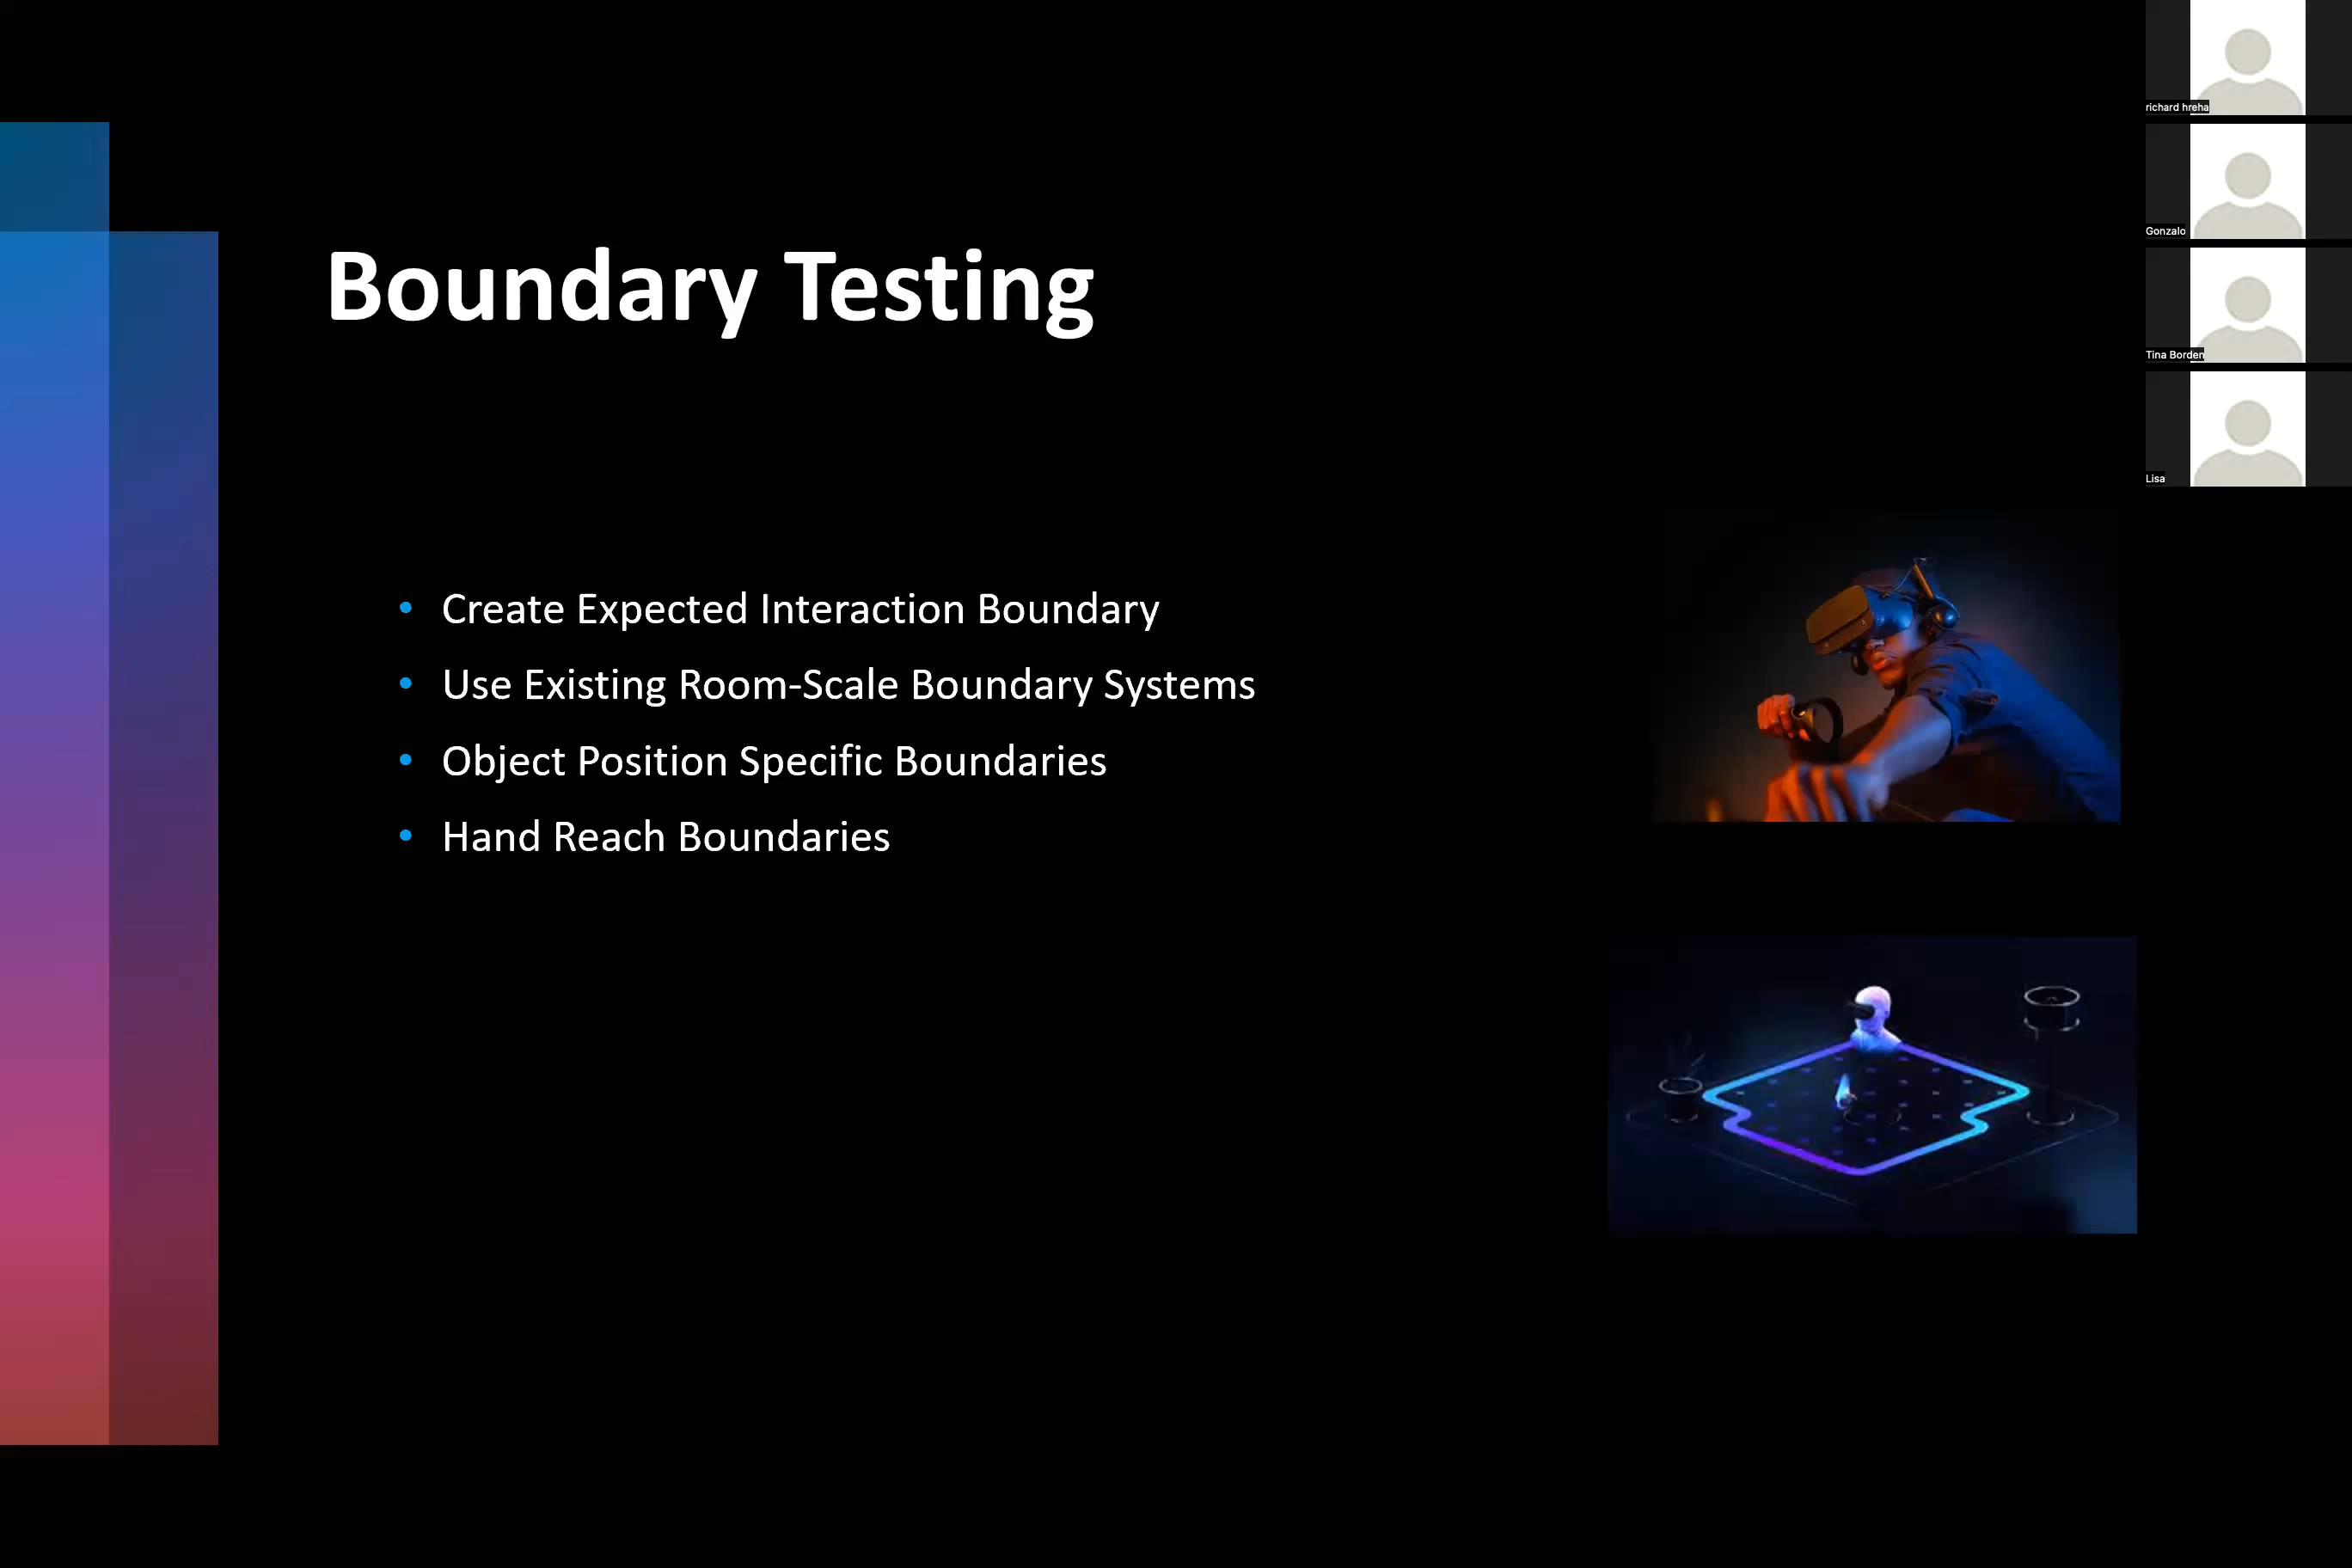 Boundary Testing
• Create Expected Interaction Boundary
• Use Existing Room-Scale Boundary Systems
• Object Position Specific Boundaries
• Hand Reach Boundaries
richard hreha
Gonzalo
Tina Borden
Lisa